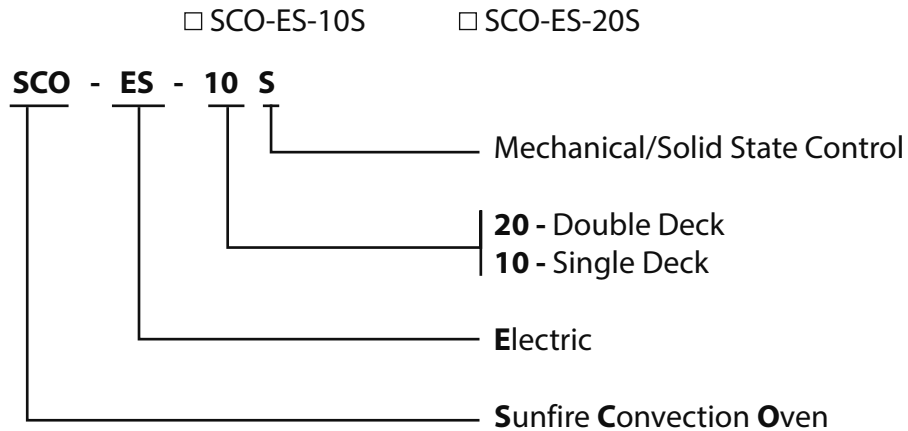 ☐ SCO-ES-10S ☐ SCO-ES-20S
SCO - ES - 10 S
Mechanical/Solid State Control
20 - Double Deck
10 - Single Deck
Electric
Sunfire Convection Oven